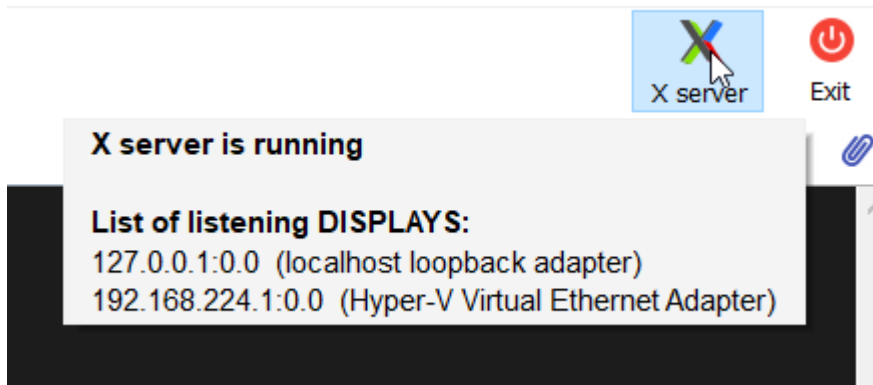 X server
Exit
X server is running
List of listening DISPLAYS:
127.0.0.1:0.0 (localhost loopback adapter)
192.168.224.1:0.0 (Hyper-V Virtual Ethernet Adapter)